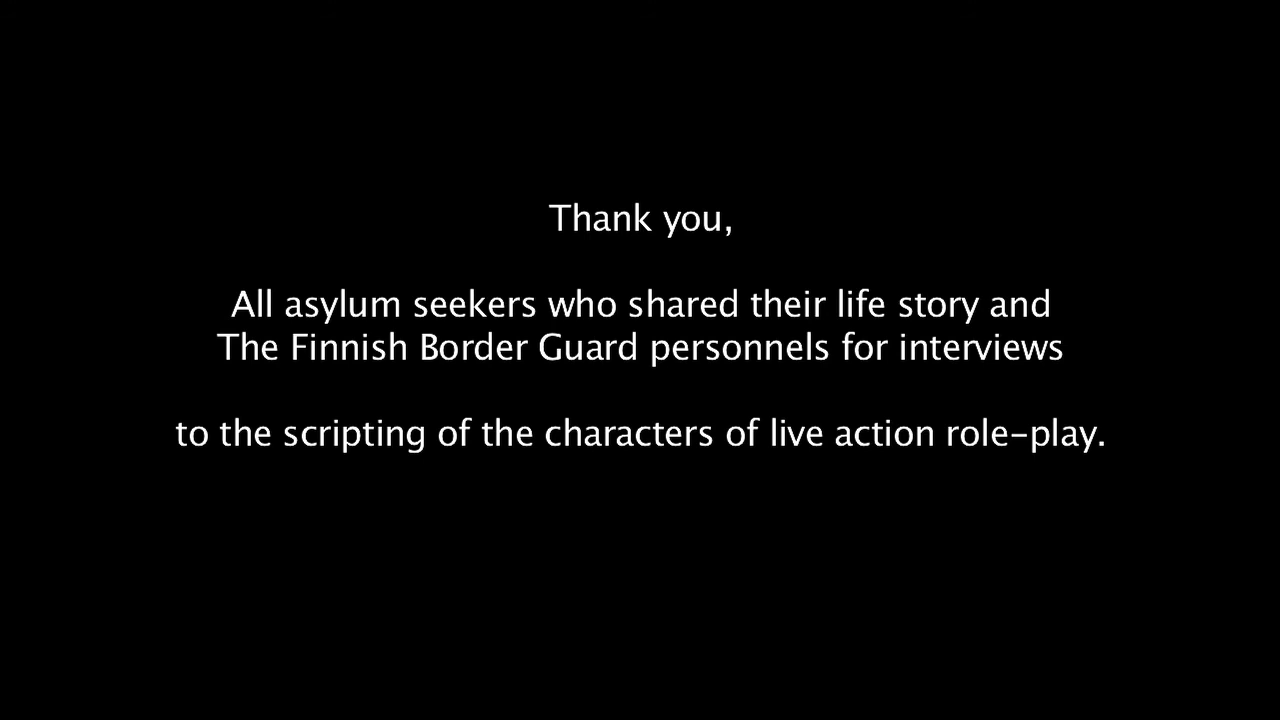 Thank you,
All asylum seekers who shared their life story and
The Finnish Border Guard personnels for interviews
to the scripting of the characters of live action role-play.